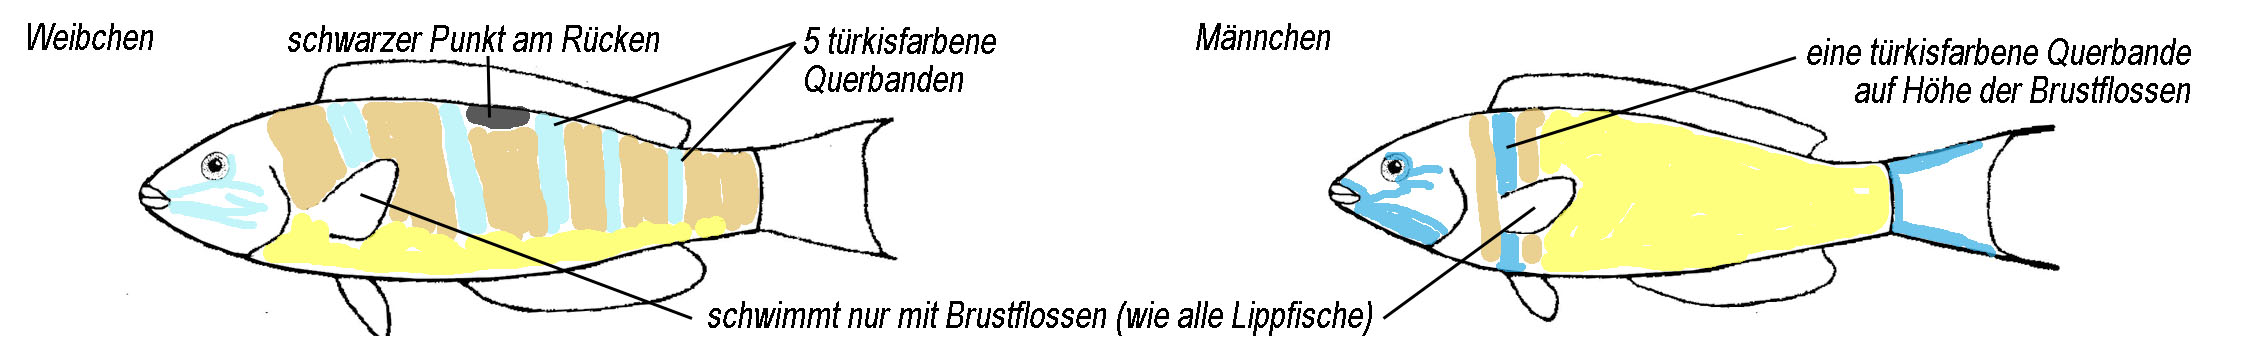 Weibchen
schwarzer Punkt am Rücken
5 türkisfarbene
Querbanden
Männchen
eine türkisfarbene Querbande
auf Höhe der Brustflossen
schwimmt nur mit Brustflossen (wie alle Lippfische)